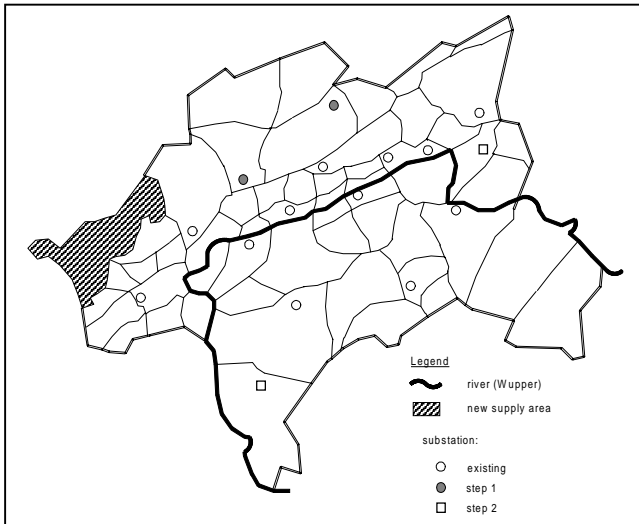 Legend
river (Wupper)
new supply area
substation:
existing
step 1
step 2